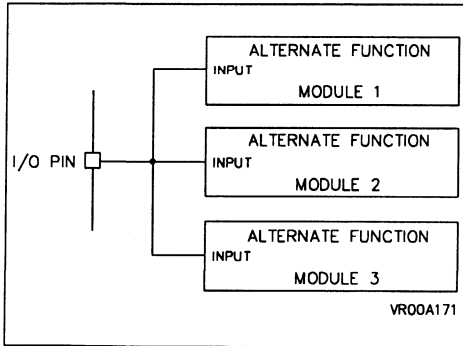 ALTERNATE FUNCTION
INPUT
MODULE 1
I/O PIN
ALTERNATE FUNCTION
INPUT
MODULE 2
ALTERNATE FUNCTION
INPUT
MODULE 3
VR00A171